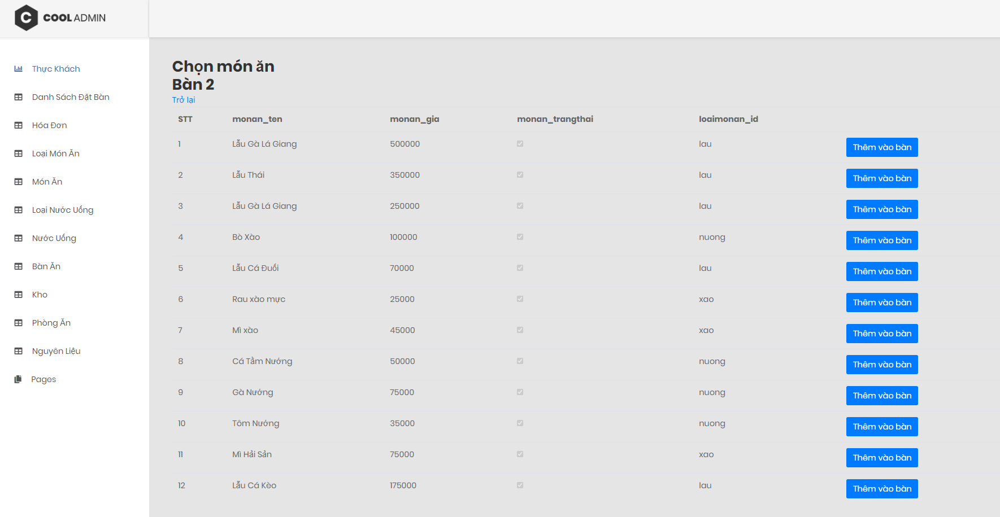 C COOL ADMIN
Thực Khách
Danh Sách Đặt Bàn
Hóa Đơn
Loại Món Ăn
Món Ăn
Loại Nước Uống
Nước Uống
Bàn Ăn
Kho
Phòng Ăn
Nguyên Liệu
Pages
Chọn món ăn
Bàn 2
Trở lại
STT monan_ten monan_gia monan_trangthai loaimonan_id
1 Lẩu Gà Lá Giang 500000 lau Thêm vào bàn
2 Lẩu Thái 350000 lau Thêm vào bàn
3 Lẩu Gà Lá Giang 250000 lau Thêm vào bàn
4 Bò Xào 100000 nuong Thêm vào bàn
5 Lẩu Cá Đuối 70000 lau Thêm vào bàn
6 Rau xào mực 25000 xao Thêm vào bàn
7 Mì xào 45000 xao Thêm vào bàn
8 Cá Tằm Nướng 50000 nuong Thêm vào bàn
9 Gà Nướng 75000 nuong Thêm vào bàn
10 Tôm Nướng 35000 nuong Thêm vào bàn
11 Mì Hải Sản 75000 xao Thêm vào bàn
12 Lẩu Cá Kèo 175000 lau Thêm vào bàn